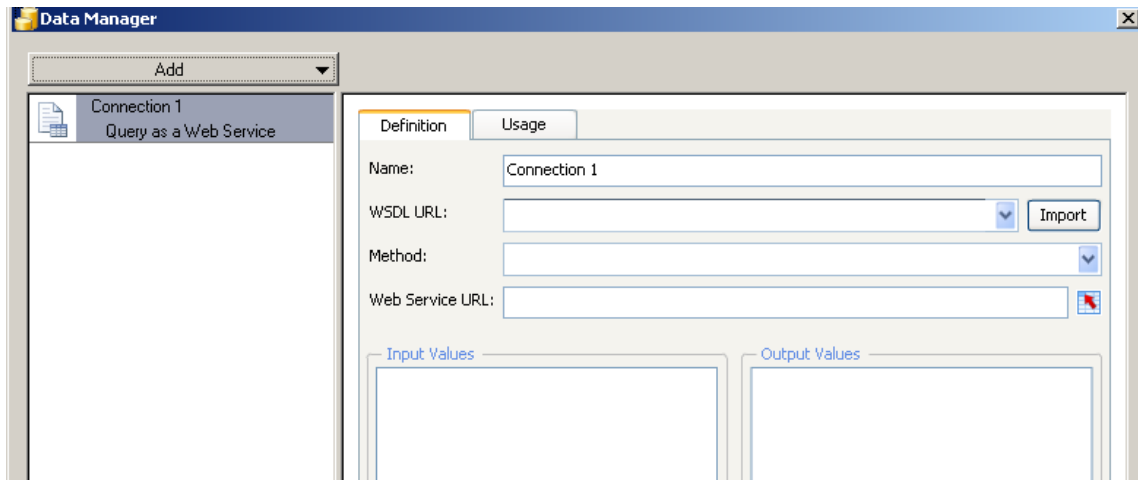 Data Manager
Add
Connection 1
Query as a Web Service
Definition
Usage
Name:
Connection 1
WSDL URL:
Import
Method:
Web Service URL:
Input Values
Output Values